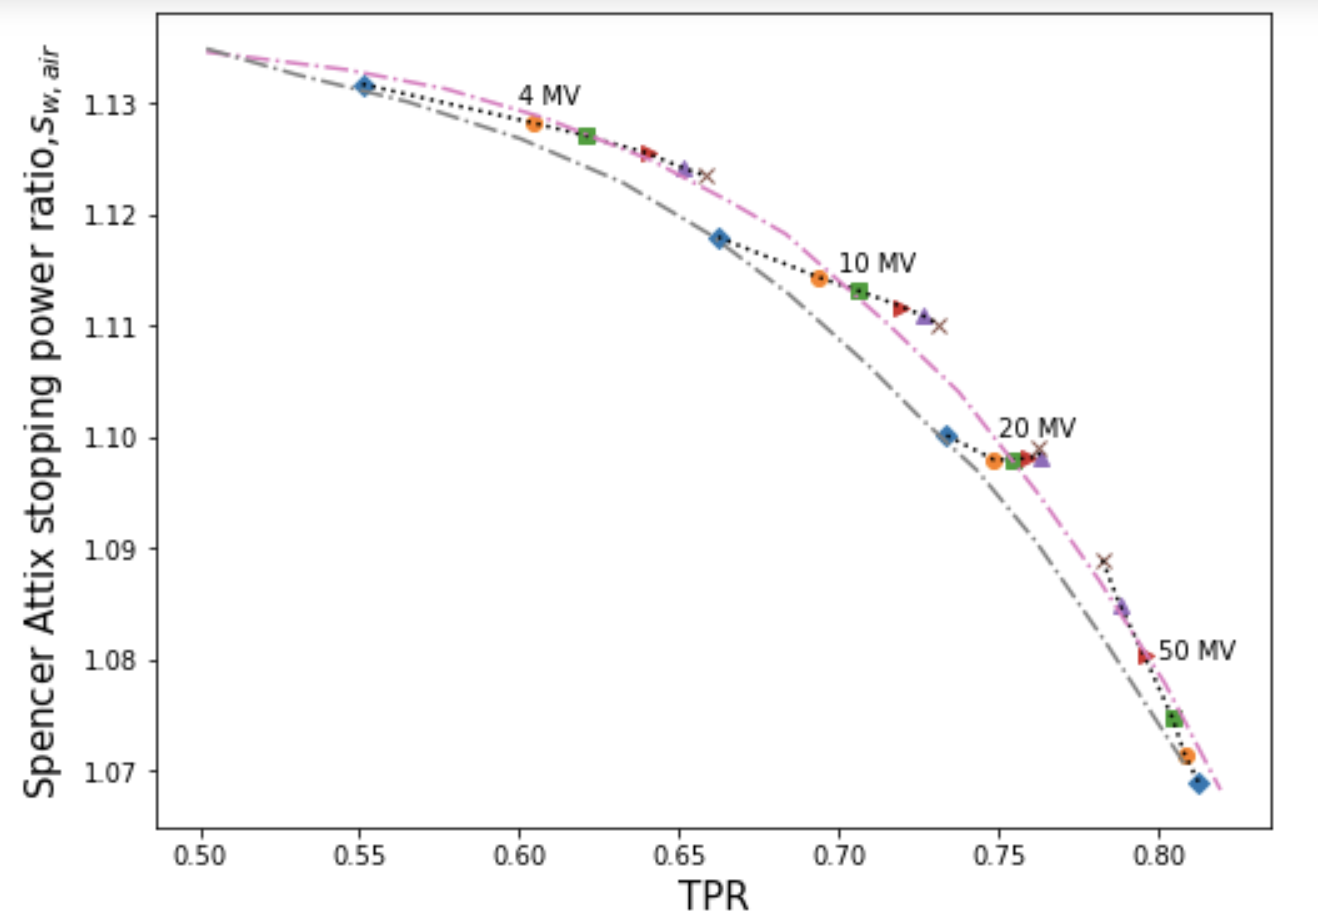 Spencer Attix stopping power ratio,sw, air
1.13
1.12
1.11
1.10
1.09
1.08
1.07
4 MV
10 MV
20 MV
50 MV
0.50 0.55 0.60 0.65 0.70 0.75 0.80
TPR